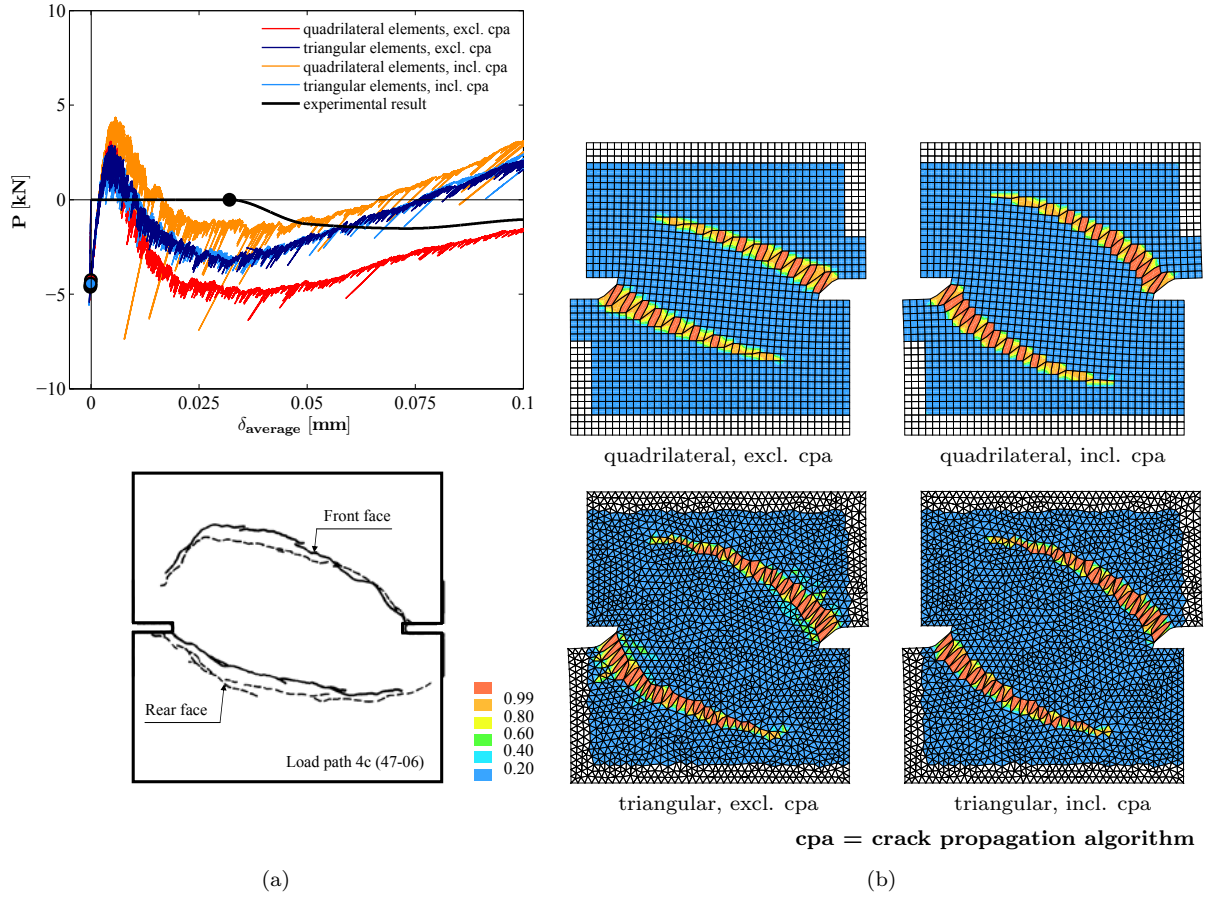 10
5
0
−5
−10
P [kN]
quadrilateral elements, excl. cpa
triangular elements, excl. cpa
quadrilateral elements, incl. cpa
triangular elements, incl. cpa
experimental result
0
0.025
0.05
0.075
0.1
δaverage [mm]
Front face
Rear face
Load path 4c (47-06)
0.99
0.80
0.60
0.40
0.20
quadrilateral, excl. cpa
quadrilateral, incl. cpa
triangular, excl. cpa
triangular, incl. cpa
cpa = crack propagation algorithm
(a)
(b)